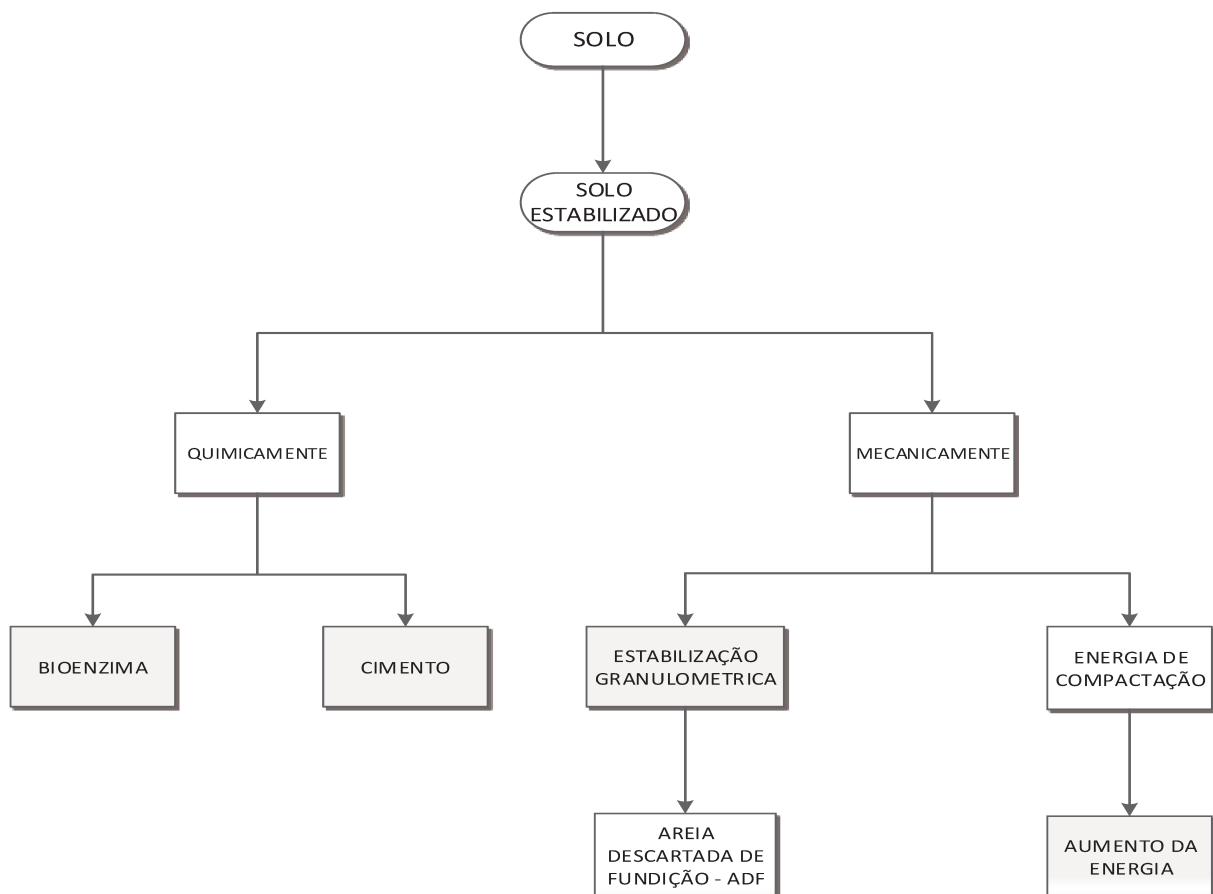 SOLO
SOLO
ESTABILIZADO
QUIMICAMENTE
MECANICAMENTE
BIOENZIMA
CIMENTO
ESTABILIZAÇÃO
GRANULOMETRICA
ENERGIA DE
COMPACTAÇÃO
AREIA
DESCARTADA DE
FUNDIÇÃO - ADF
AUMENTO DA
ENERGIA